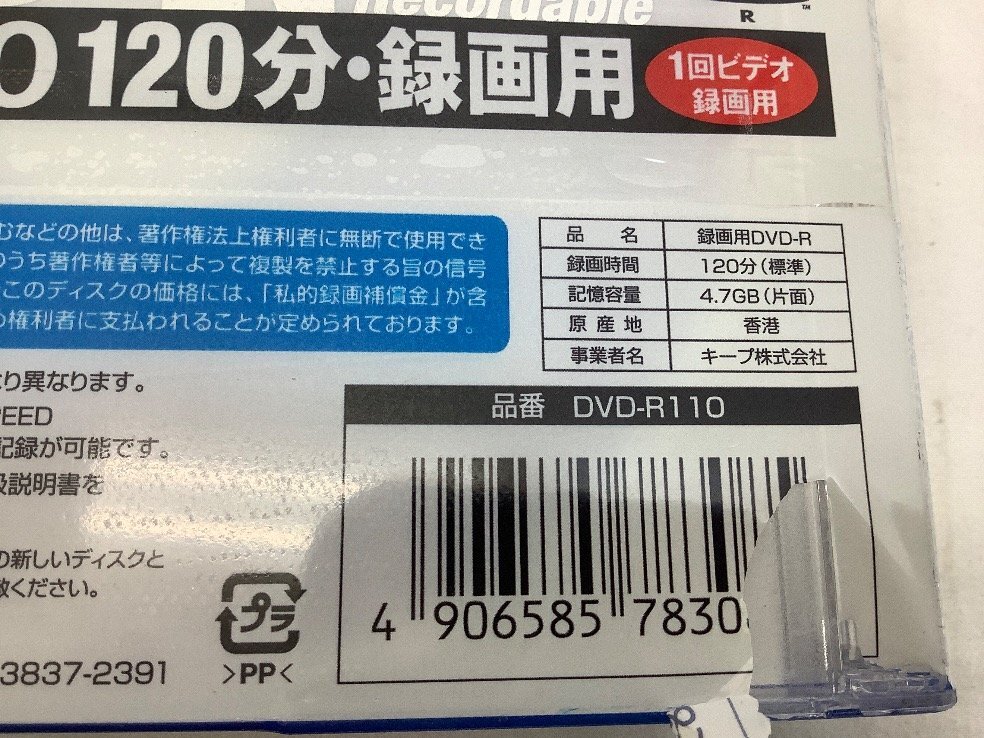 Recordable
R
120分・録画用
1回ビデオ
録画用
むなどの他は、著作権法上権利者に無断で使用でき
のうち著作権者等によって複製を禁止する旨の信号
このディスクの価格には、「私的録画補償金」が含
の権利者に支払われることが定められております。
品 名 録画用DVD-R
録画時間 120分(標準)
記憶容量 4.7GB(片面)
原産地 香港
事業者名 キープ株式会社
より異なります。
PEED
記録が可能です。
扱説明書を
の新しいディスクと
敬ください。
プラ
>PP<
3837-2391
品番 DVD-R110
4 906585 7830